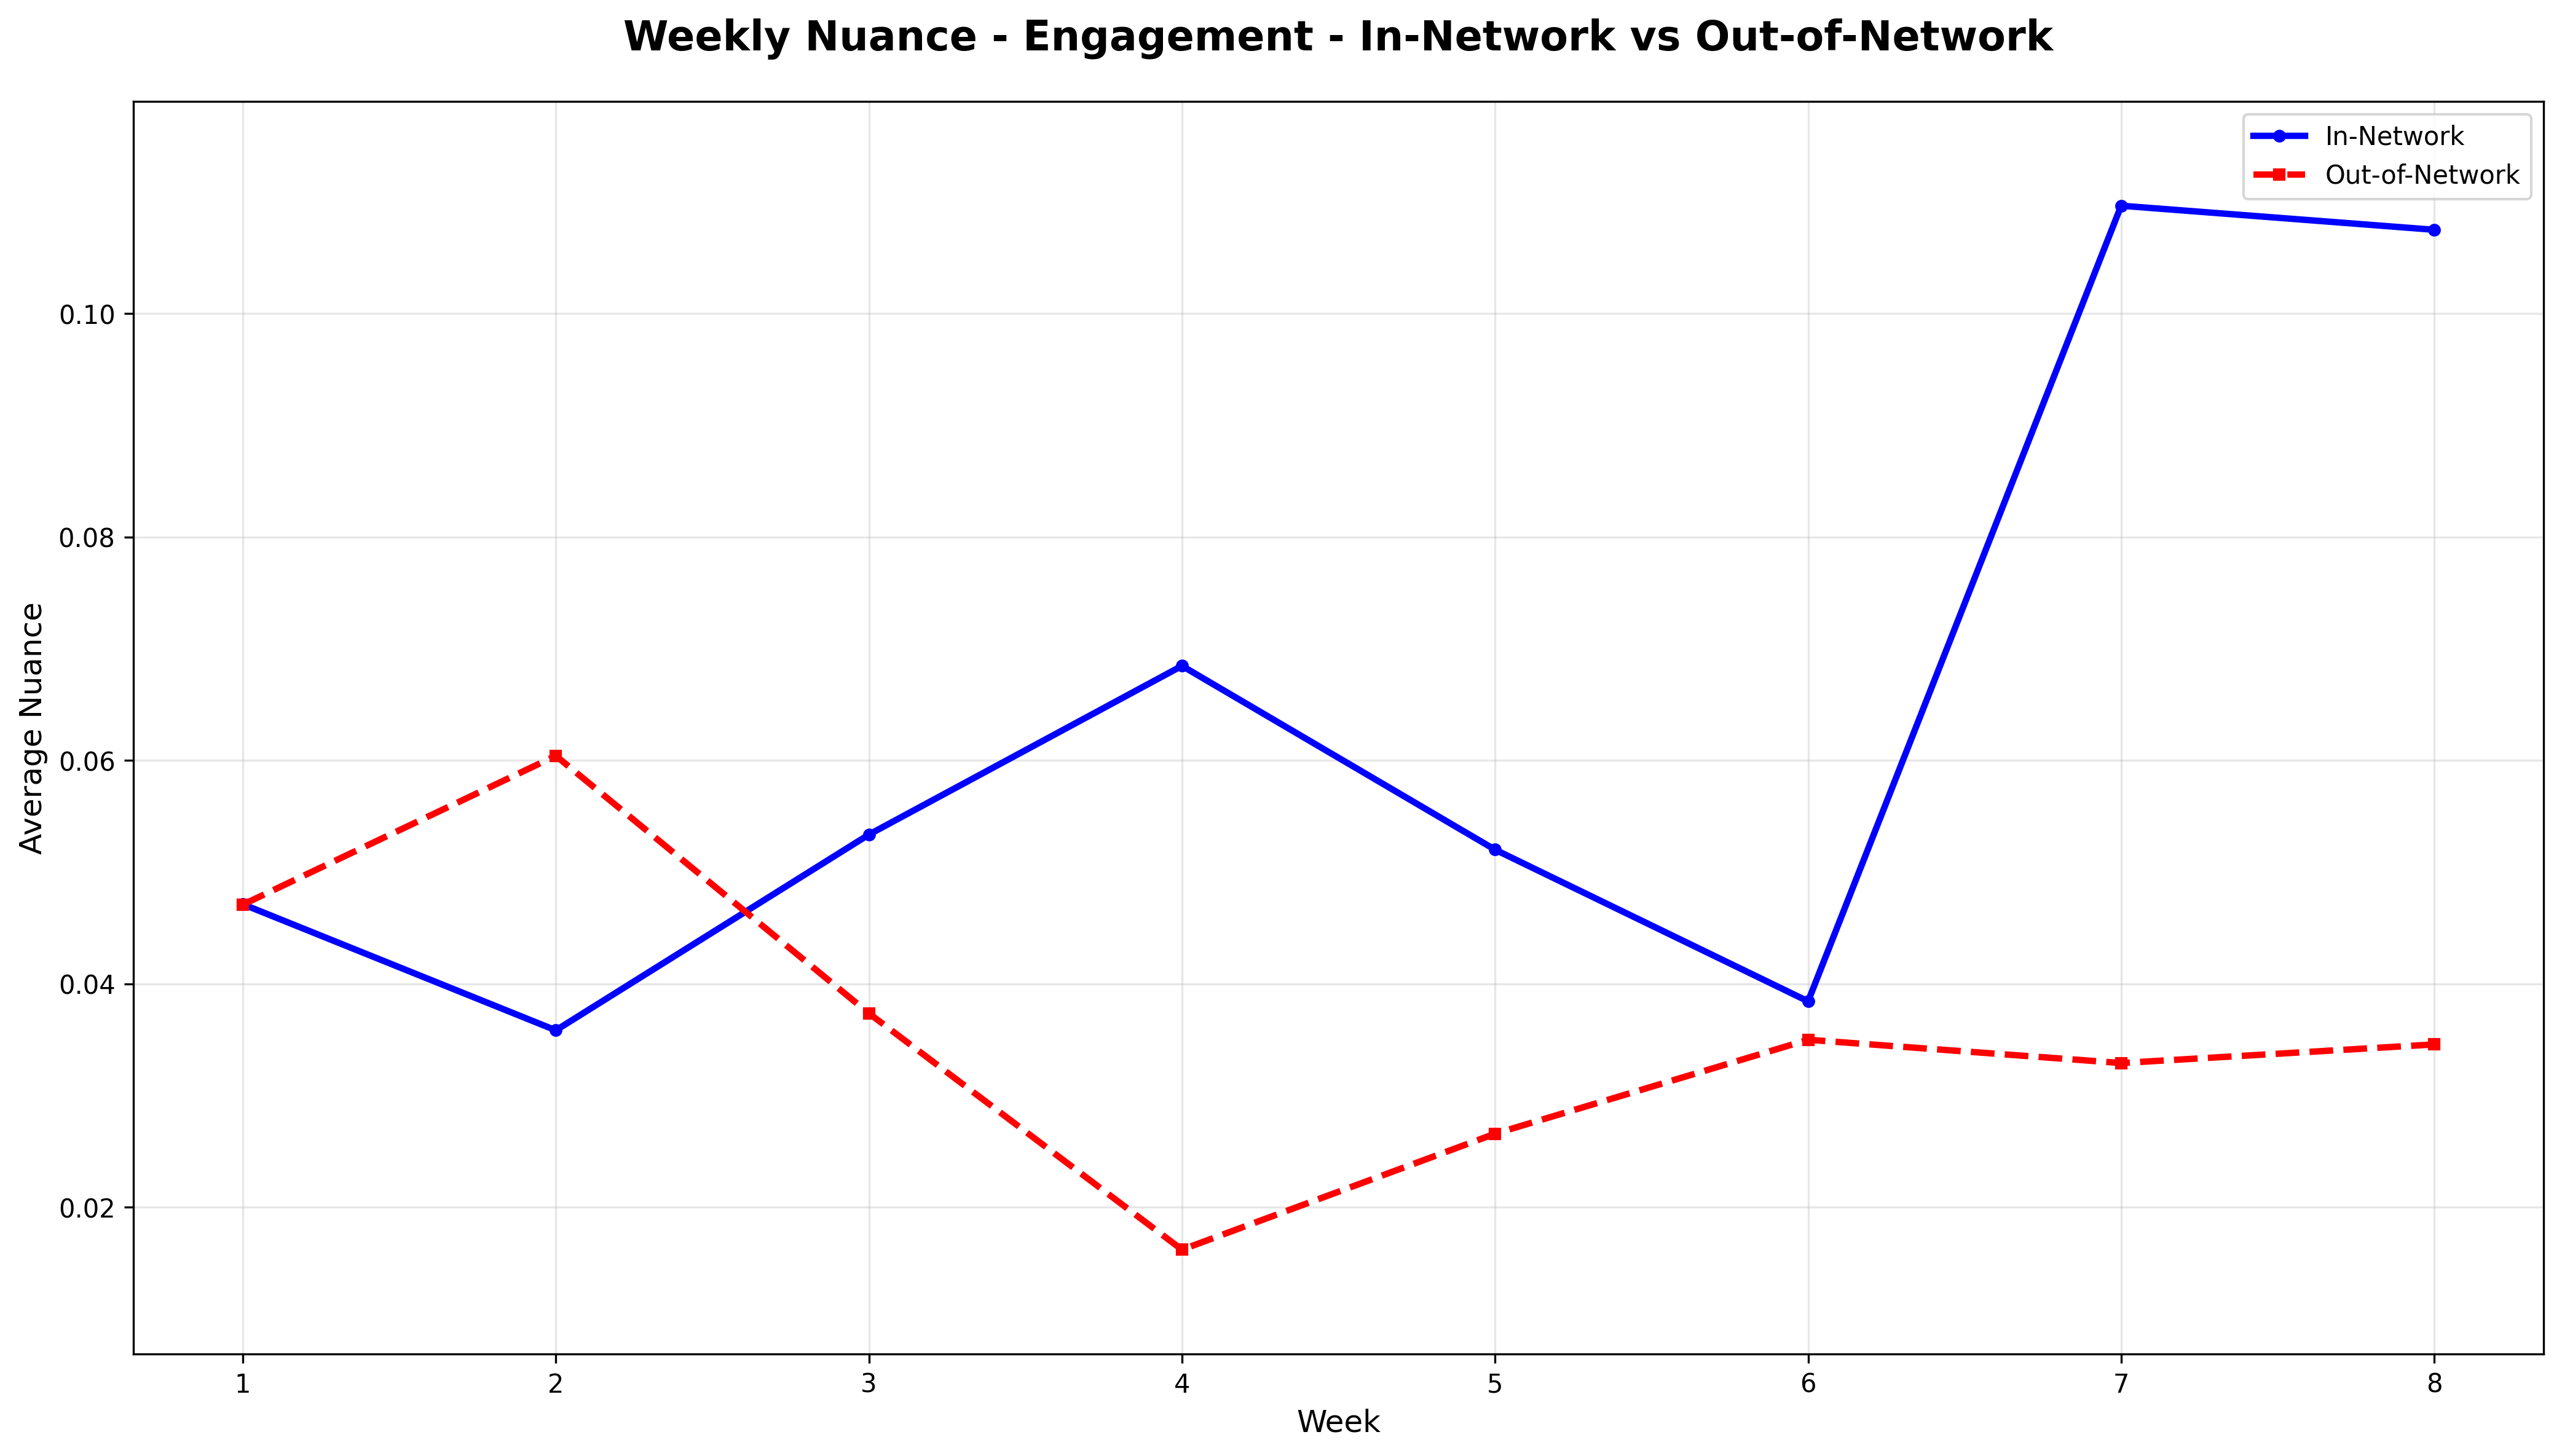 Weekly Nuance - Engagement - In-Network vs Out-of-Network
In-Network
Out-of-Network
Average Nuance
0.10
0.08
0.06
0.04
0.02
1 2 3 4 5 6 7 8
Week